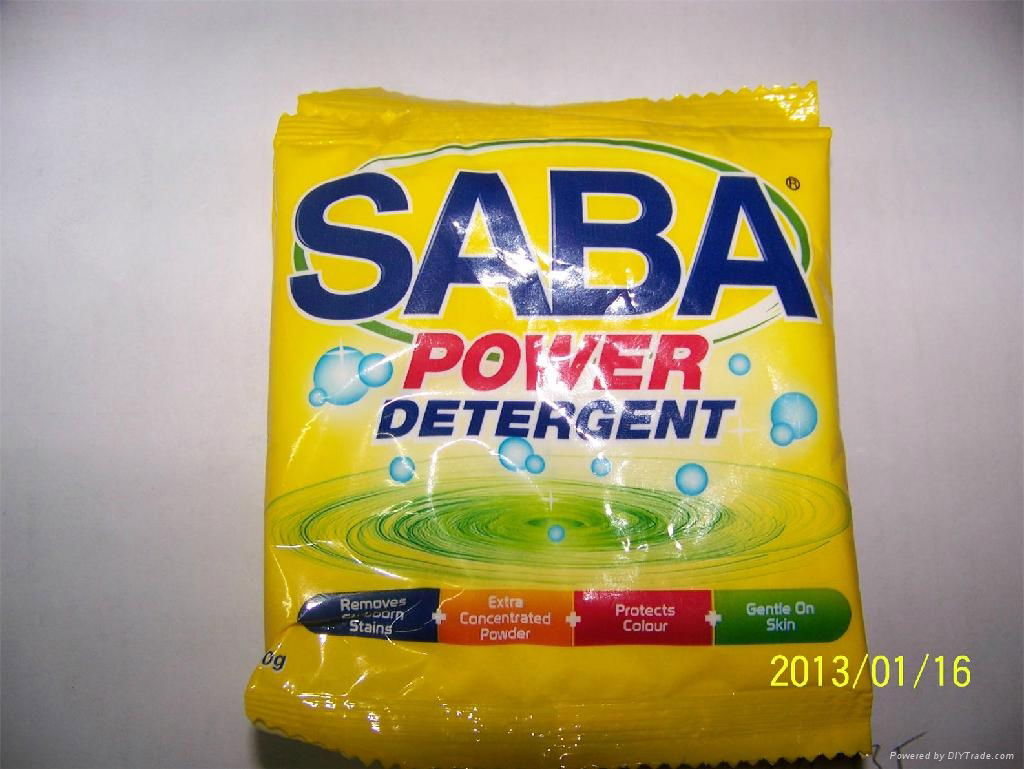 SABA®
POWER
DETERGENT
Removes
Stains
Extra
Concentrated
Powder
Protects
Colour
Gentle On
Skin
0g
2013/01/16
Powered by DIYTrade.com